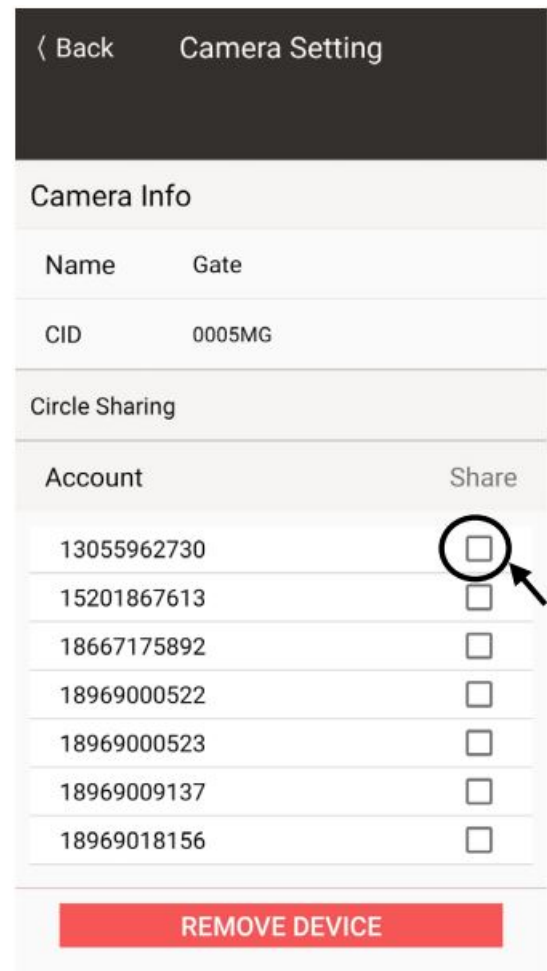 〈 Back Camera Setting
Camera Info
Name Gate
CID 0005MG
Circle Sharing
Account Share
13055962730
15201867613
18667175892
18969000522
18969000523
18969009137
18969018156
REMOVE DEVICE